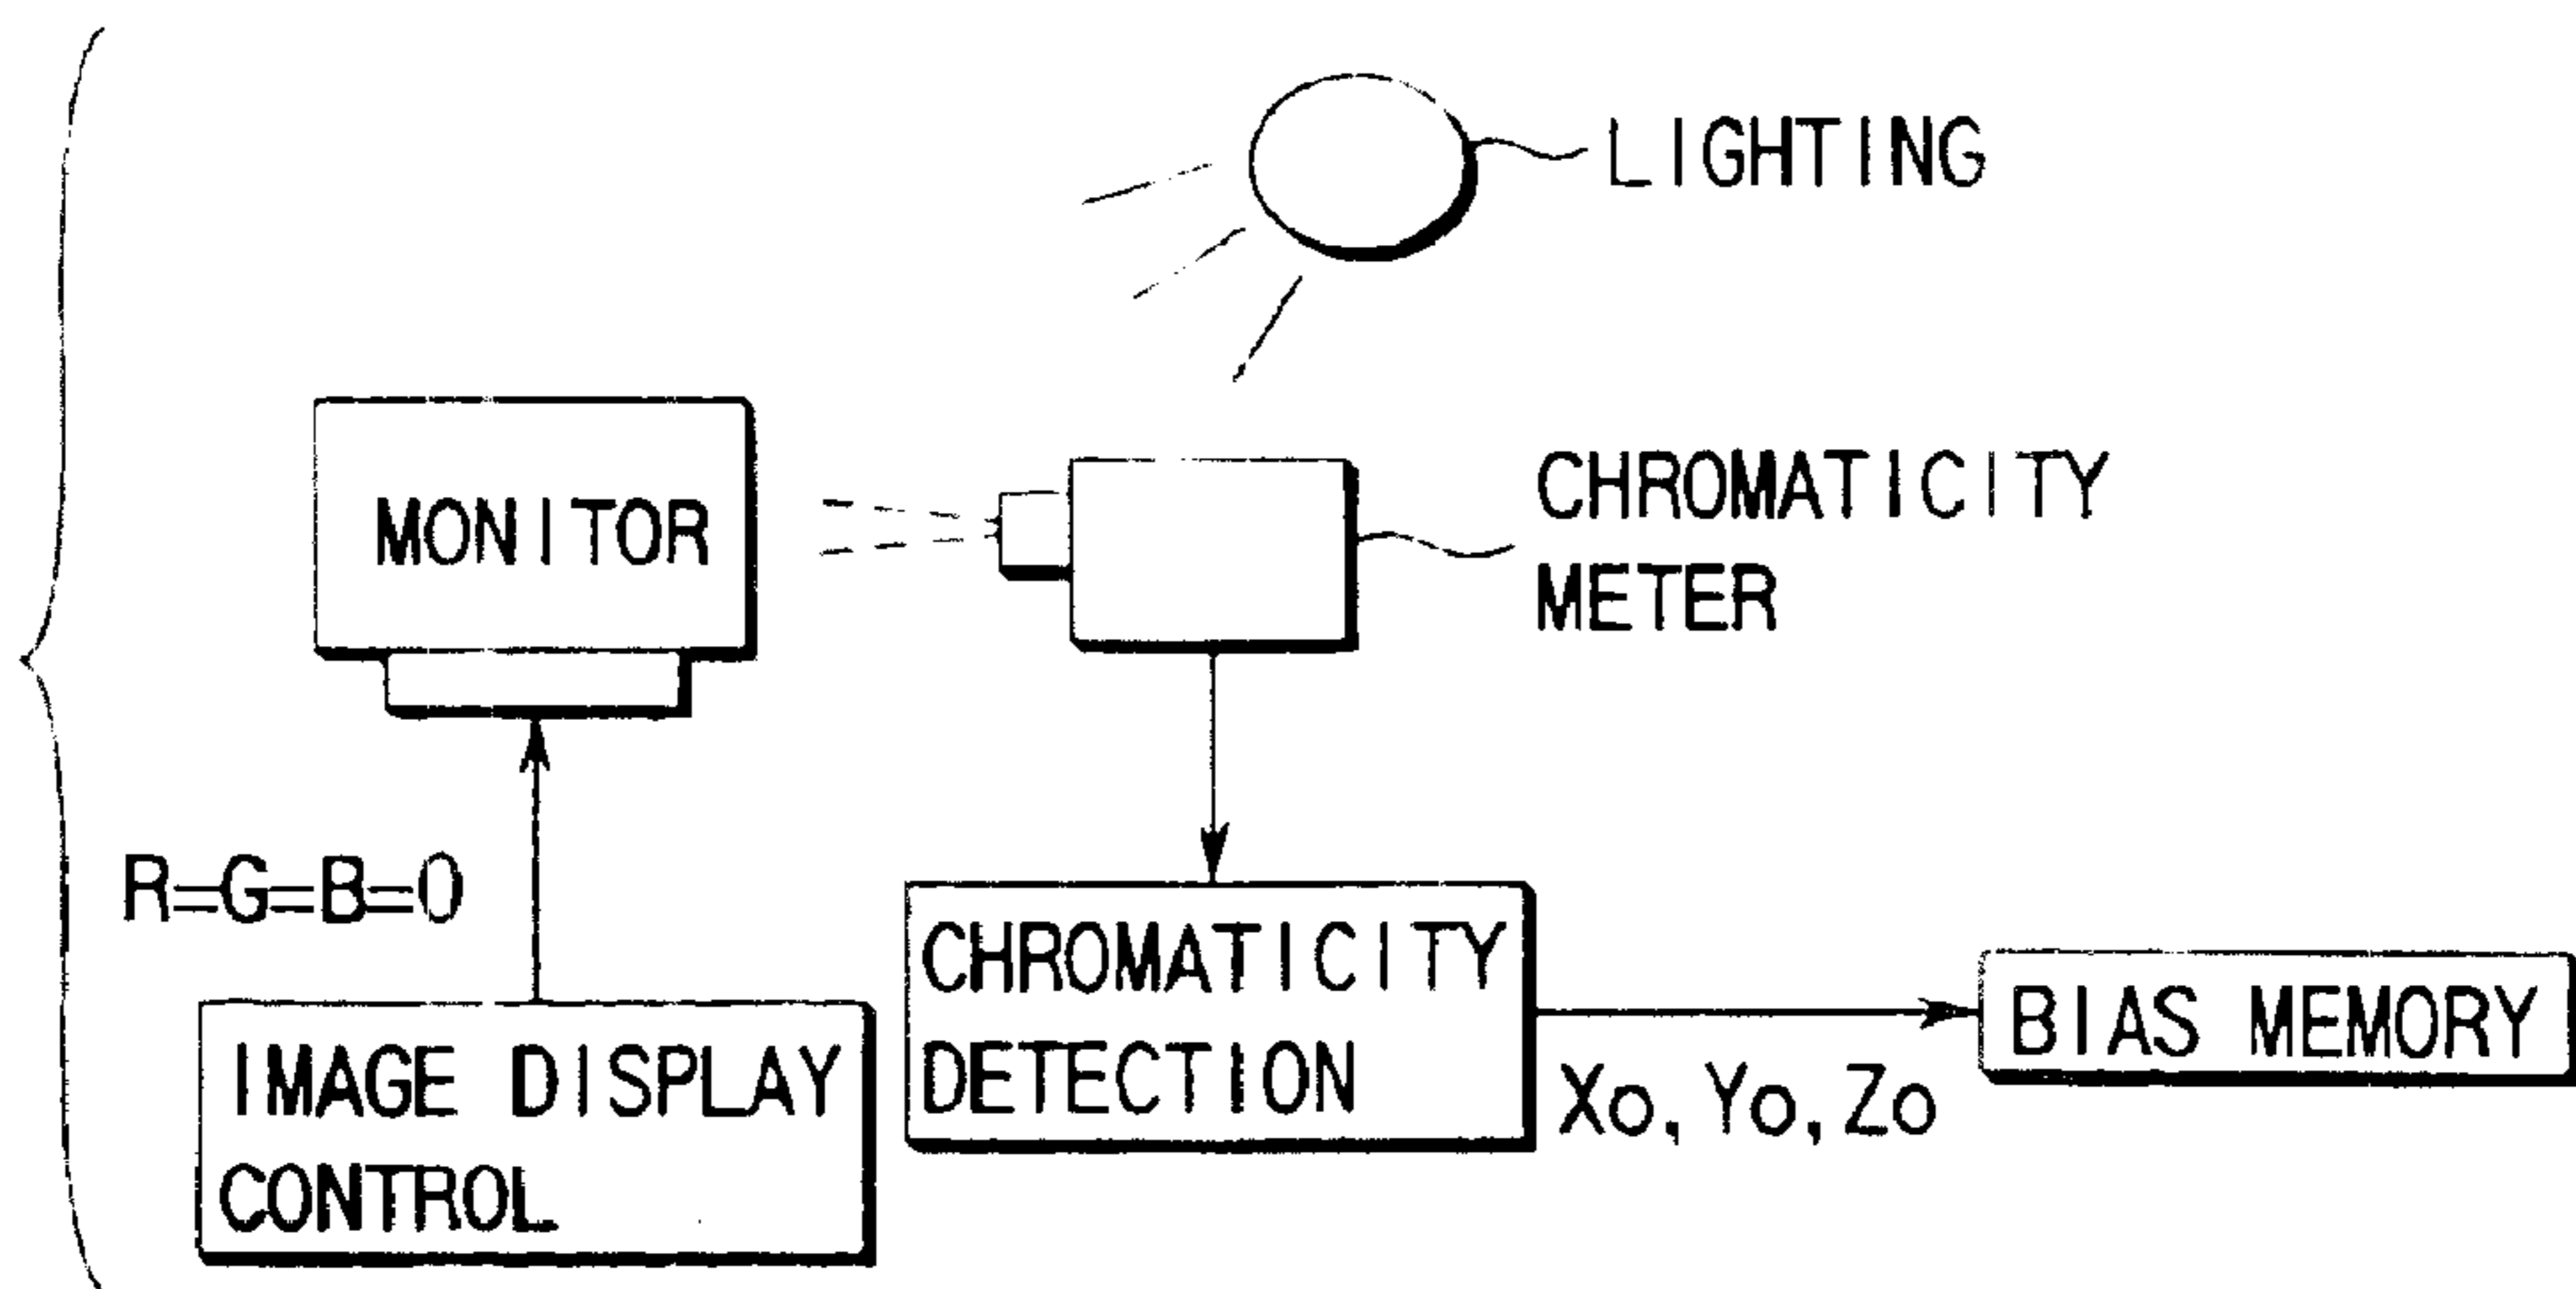 LIGHTING
MONITOR
CHROMATICITY
METER
R=G=B=0
CHROMATICITY
DETECTION
IMAGE DISPLAY
CONTROL
Xo, Yo, Zo
BIAS MEMORY